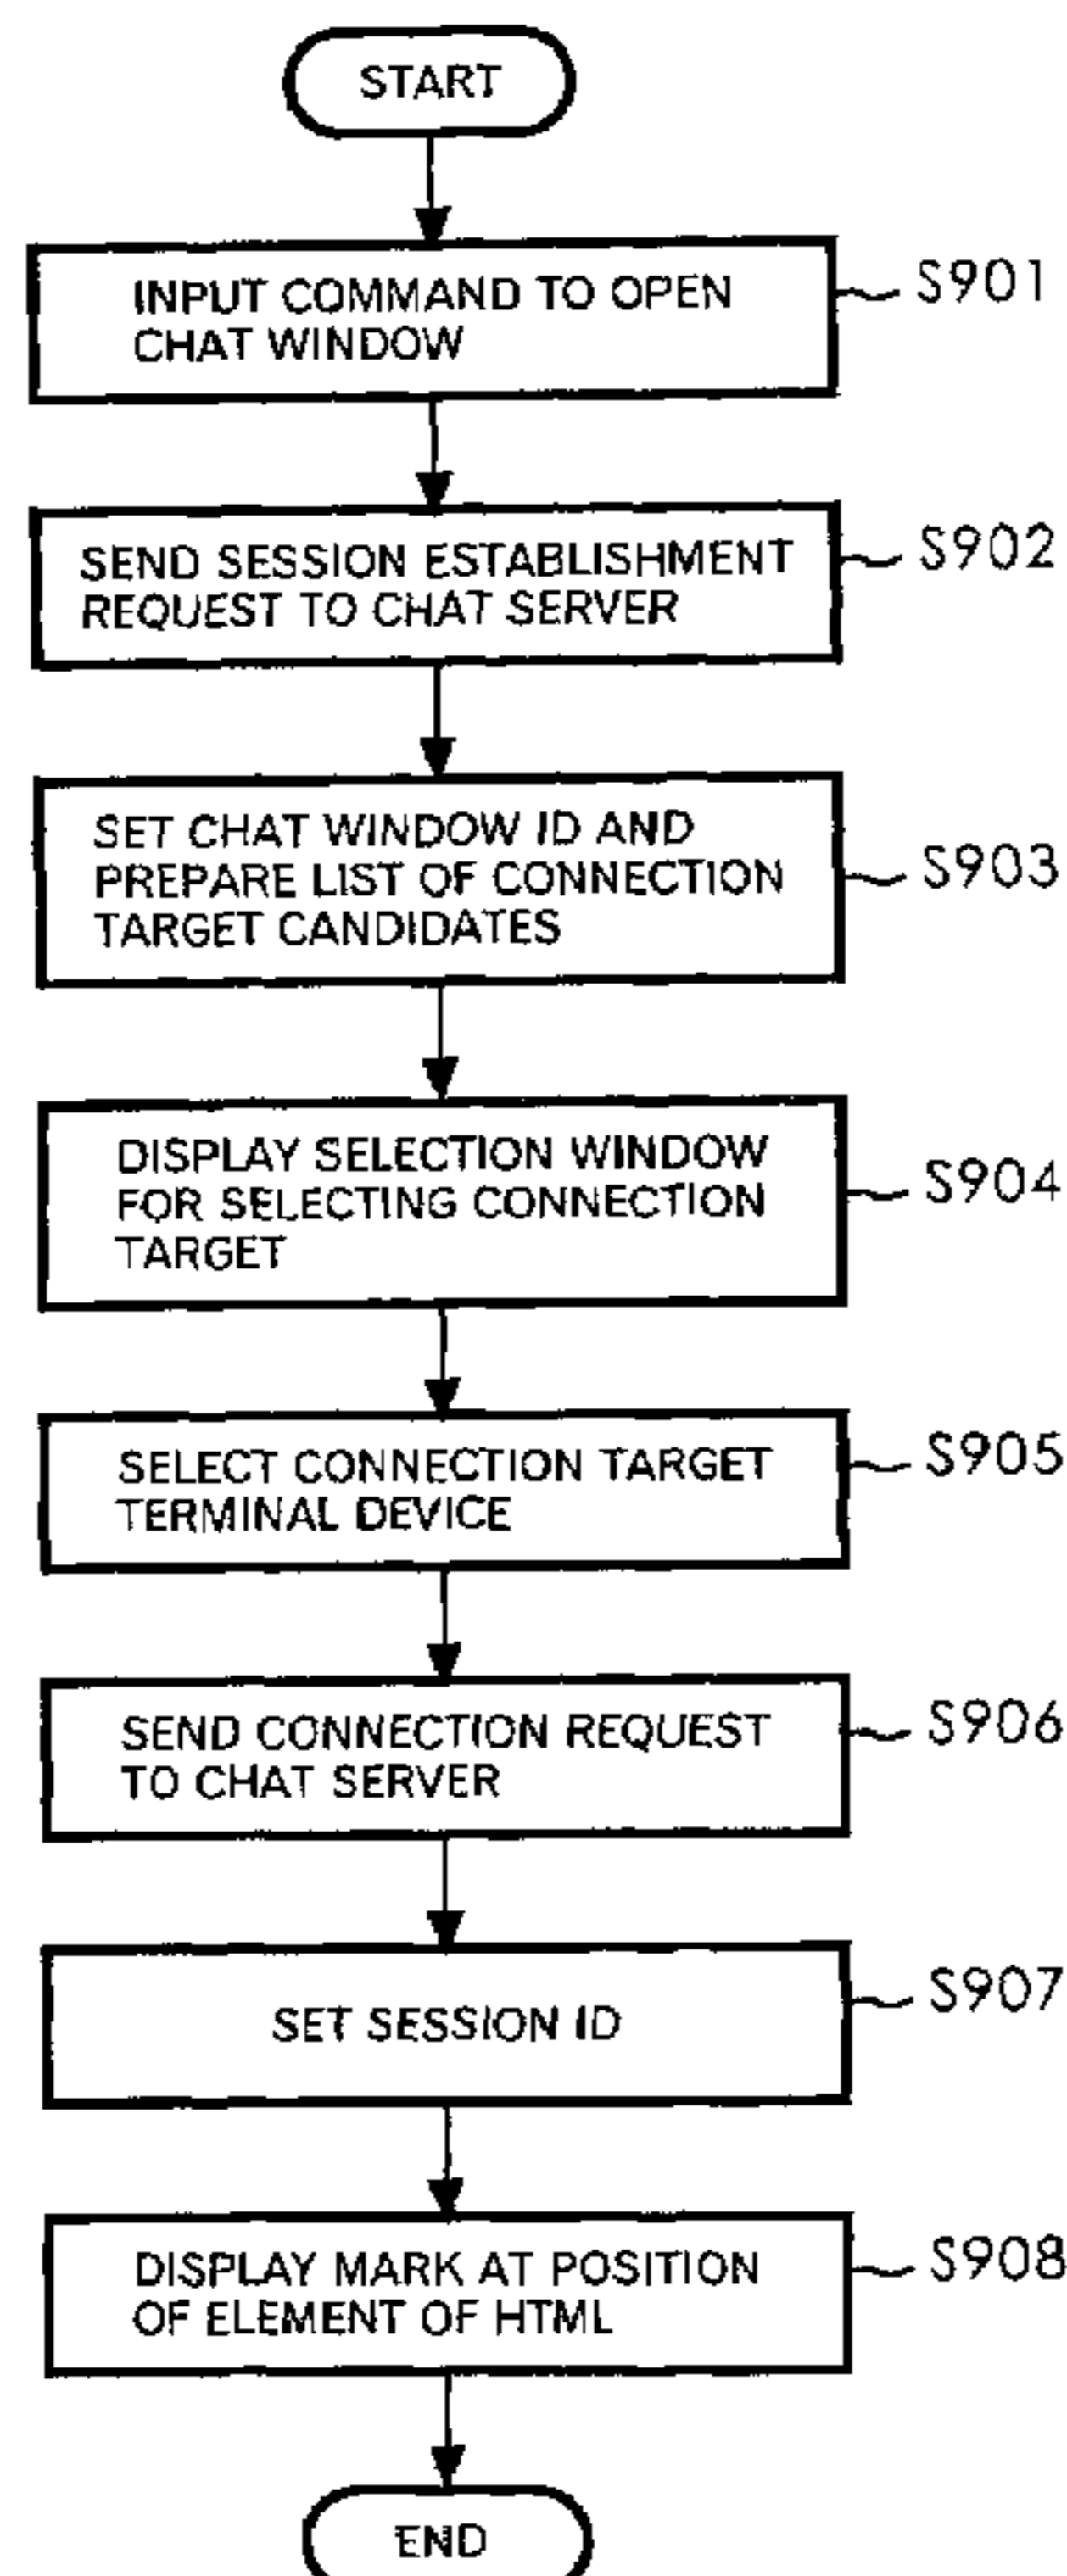 START
INPUT COMMAND TO OPEN
CHAT WINDOW
S901
SEND SESSION ESTABLISHMENT
REQUEST TO CHAT SERVER
S902
SET CHAT WINDOW ID AND
PREPARE LIST OF CONNECTION
TARGET CANDIDATES
S903
DISPLAY SELECTION WINDOW
FOR SELECTING CONNECTION
TARGET
S904
SELECT CONNECTION TARGET
TERMINAL DEVICE
S905
SEND CONNECTION REQUEST
TO CHAT SERVER
S906
SET SESSION ID
S907
DISPLAY MARK AT POSITION
OF ELEMENT OF HTML
S908
END